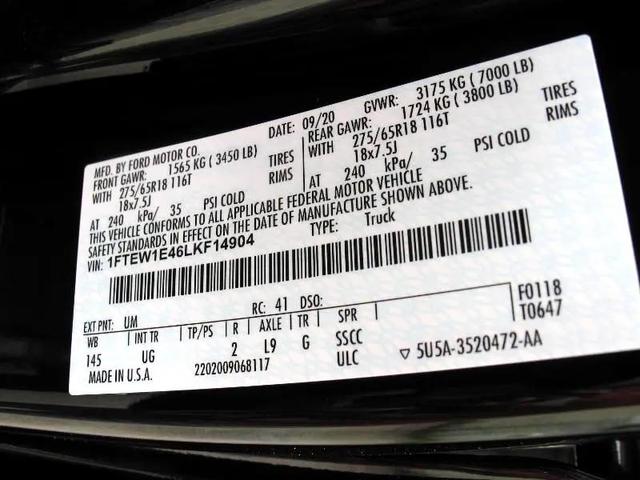 MFD. BY FORD MOTOR CO. DATE: 09/20 GVWR: 3175 KG ( 7000 LB)
FRONT GAWR: 1565 KG ( 3450 LB) REAR GAWR: 1724 KG ( 3800 LB)
WITH 275/65R18 116T TIRES WITH 275/65R18 116T TIRES
18x7.5J RIMS 18x7.5J RIMS
AT 240 kPa/ 35 PSI COLD AT 240 kPa/ 35 PSI COLD
THIS VEHICLE CONFORMS TO ALL APPLICABLE FEDERAL MOTOR VEHICLE
SAFETY STANDARDS IN EFFECT ON THE DATE OF MANUFACTURE SHOWN ABOVE.
VIN: 1FTEW1E46LKF14904 TYPE: Truck
EXT PNT: UM RC: 41 DSO: F0118
WB INT TR TP/PS R AXLE TR SPR T0647
145 UG 2 L9 G SSCC
MADE IN U.S.A. 2202009068117 ULC ▽ 5U5A-3520472-AA